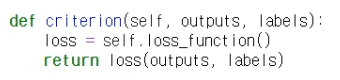 def criterion(self, outputs, labels):
    loss = self.loss_function()
    return loss(outputs, labels)